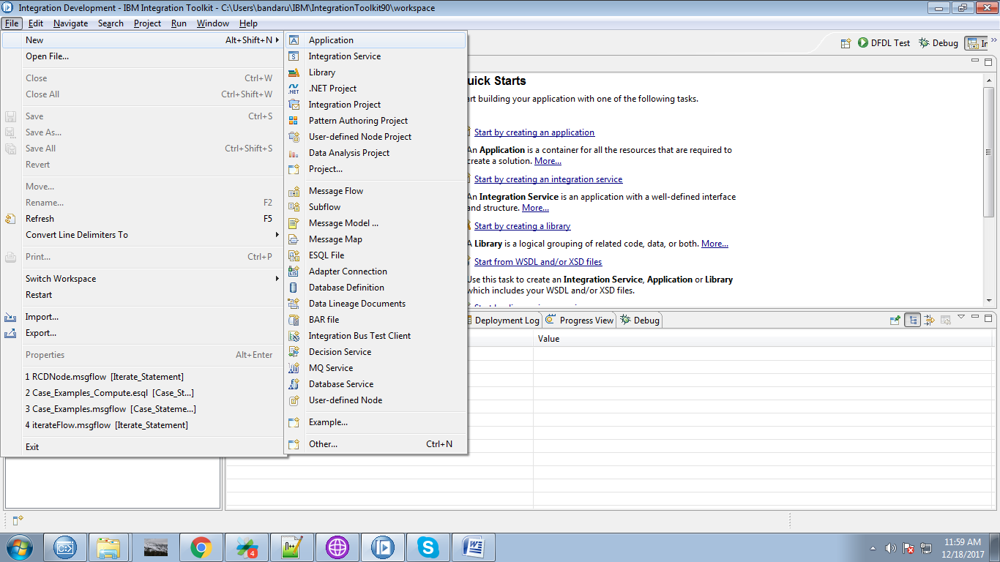 Integration Development - IBM Integration Toolkit - C:\Users\bandaru\IBM\IntegrationToolkit90\workspace
File Edit Navigate Search Project Run Window Help
New Alt+Shift+N
Open File...
Close Ctrl+W
Close All Ctrl+Shift+W
Save Ctrl+S
Save As...
Save All Ctrl+Shift+S
Revert
Move...
Rename... F2
Refresh F5
Convert Line Delimiters To
Print... Ctrl+P
Switch Workspace
Restart
Import...
Export...
Properties Alt+Enter
1 RCDNode.msgflow [Iterate_Statement]
2 Case_Examples_Compute.esql [Case_St...]
3 Case_Examples.msgflow [Case_Stateme...]
4 iterateFlow.msgflow [Iterate_Statement]
Exit
Application
Integration Service
Library
.NET Project
Integration Project
Pattern Authoring Project
User-defined Node Project
Data Analysis Project
Project...
Message Flow
Subflow
Message Model ...
Message Map
ESQL File
Adapter Connection
Database Definition
Data Lineage Documents
BAR file
Integration Bus Test Client
Decision Service
MQ Service
Database Service
User-defined Node
Example...
Other... Ctrl+N
DFDL Test Debug In
uick Starts
art building your application with one of the following tasks.
Start by creating an application
An Application is a container for all the resources that are required to
create a solution. More...
Start by creating an integration service
An Integration Service is an application with a well-defined interface
and structure. More...
Start by creating a library
A Library is a logical grouping of related code, data, or both. More...
Start from WSDL and/or XSD files
Use this task to create an Integration Service, Application or Library
which includes your WSDL and/or XSD files.
Deployment Log Progress View Debug
Value
4
11:59 AM
12/18/2017